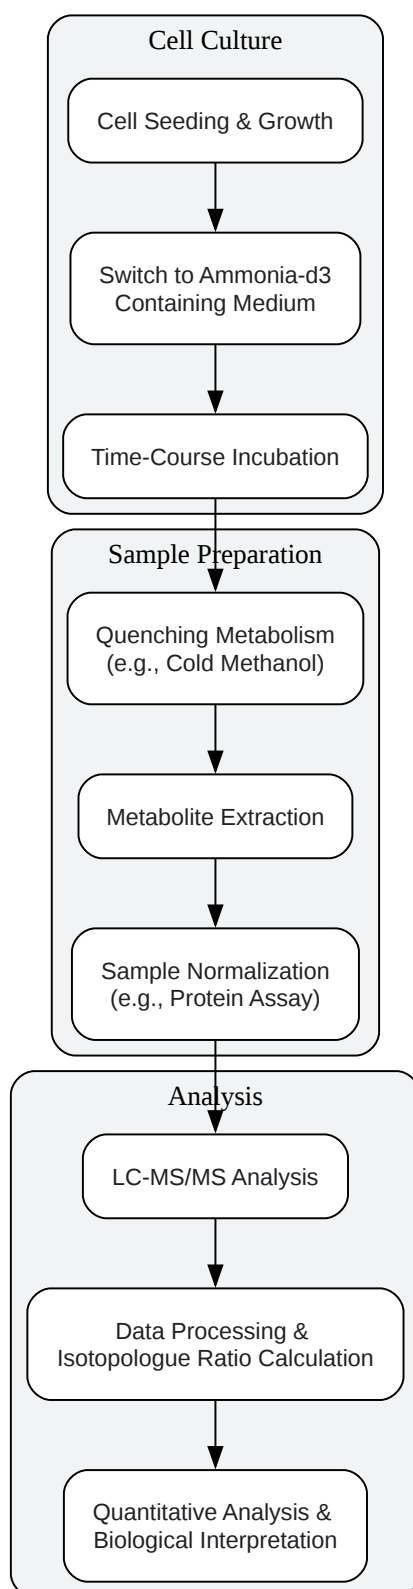 Cell Culture
Cell Seeding & Growth
Switch to Ammonia-d3
Containing Medium
Time-Course Incubation
Sample Preparation
Quenching Metabolism
(e.g., Cold Methanol)
Metabolite Extraction
Sample Normalization
(e.g., Protein Assay)
Analysis
LC-MS/MS Analysis
Data Processing &
Isotopologue Ratio Calculation
Quantitative Analysis &
Biological Interpretation